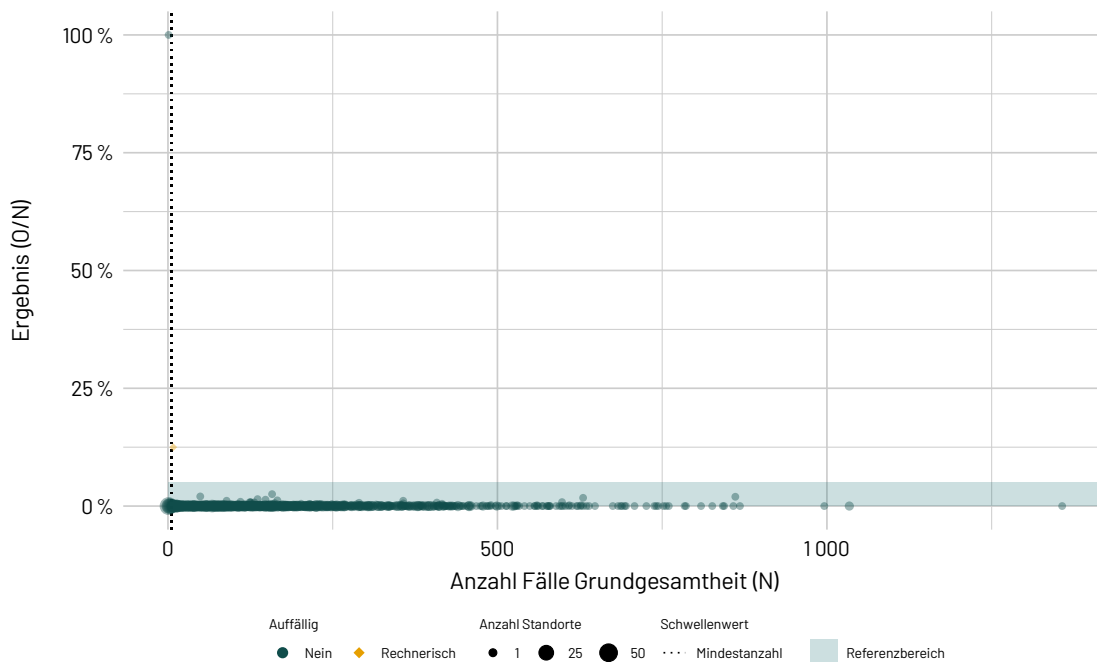 100 %
75 %
50 %
25 %
0 %
Ergebnis (O/N)
0
500
1 000
Anzahl Fälle Grundgesamtheit (N)
Auffällig
Nein
Rechnerisch
Anzahl Standorte
1
25
50
Schwellenwert
Mindestanzahl
Referenzbereich